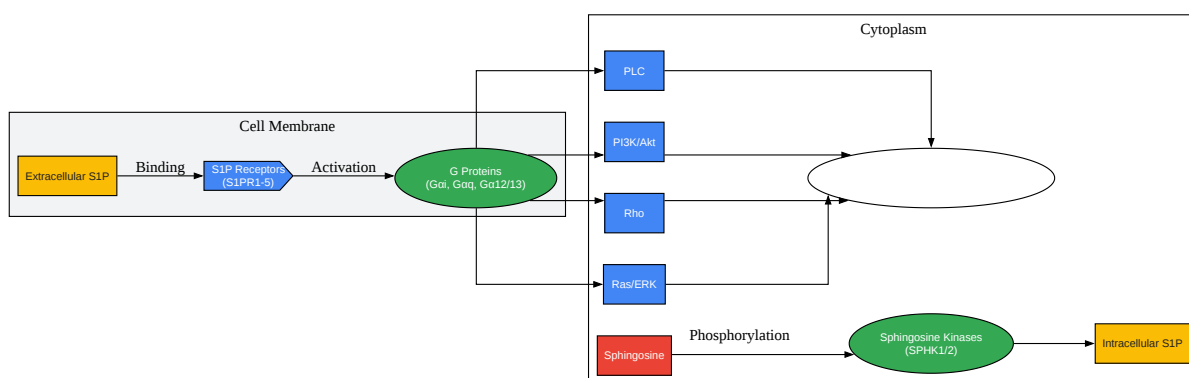 Cytoplasm
PLC
Cell Membrane
PI3K/Akt
Extracellular S1P
Binding
S1P Receptors
(S1PR1-5)
Activation
G Proteins
(Gαi, Gαq, Gα12/13)
Rho
Ras/ERK
Sphingosine
Phosphorylation
Sphingosine Kinases
(SPHK1/2)
Intracellular S1P